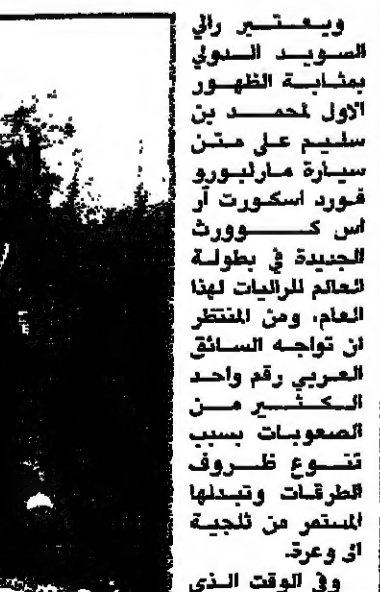 ويعتبر رالي
السويد الدولي
بمثابة الظهور
الاول لمحمد بن
سليم على متن
سيارة مارلبورو
فورد اسكورت آر
اس كوورث
الجديدة في بطولة
العالم للراليات لهذا
العام، ومن المنتظر
ان تواجه السائق
العربي رقم واحد
الكثير من
الصعوبات بسبب
تنوع ظروف
الطرقات وتبدلها
المستمر من ثلجية
الى وعرة.
وفي الوقت الذي